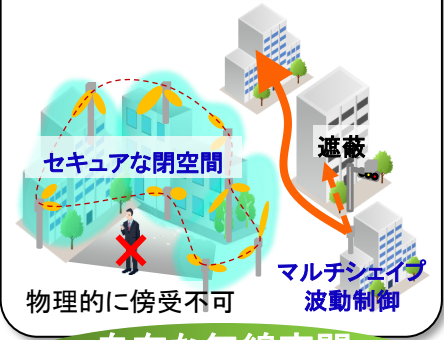 セキュアな閉空間
遮蔽
物理的に傍受不可
マルチシェイプ
波動制御